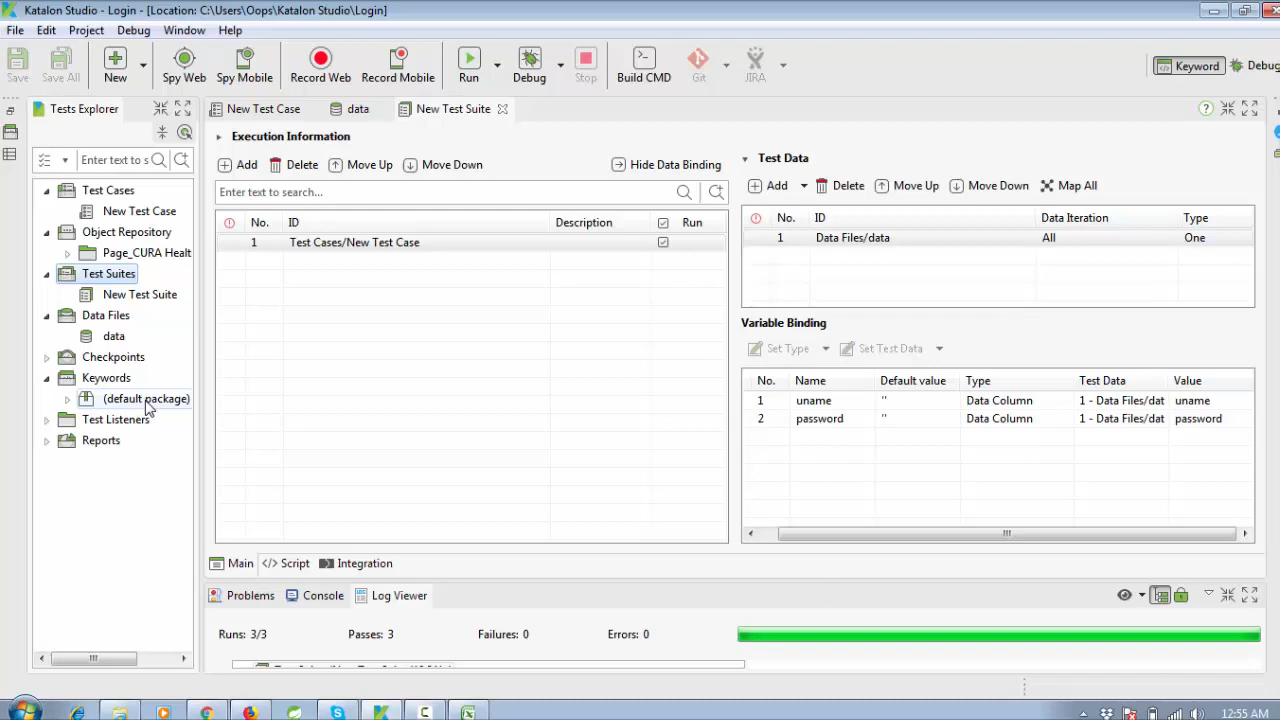 Katalon Studio - Login - [Location: C:\Users\Oops\Katalon Studio\Login]
File Edit Project Debug Window Help
Save Save All New Spy Web Spy Mobile Record Web Record Mobile Run Debug Stop Build CMD Git JIRA Keyword Debug
Tests Explorer New Test Case data New Test Suite
Execution Information
Add Delete Move Up Move Down Hide Data Binding
Enter text to s
Enter text to search...
Test Data
Add Delete Move Up Move Down Map All
No. ID Description Run
1 Test Cases/New Test Case
No. ID Data Iteration Type
1 Data Files/data All One
Variable Binding
Set Type Set Test Data
No. Name Default value Type Test Data Value
1 uname '' Data Column 1 - Data Files/dat uname
2 password '' Data Column 1 - Data Files/dat password
Test Cases
New Test Case
Object Repository
Page_CURA Healt
Test Suites
New Test Suite
Data Files
data
Checkpoints
Keywords
(default package)
Test Listeners
Reports
Main </> Script Integration
Problems Console Log Viewer
Runs: 3/3 Passes: 3 Failures: 0 Errors: 0
12:55 AM